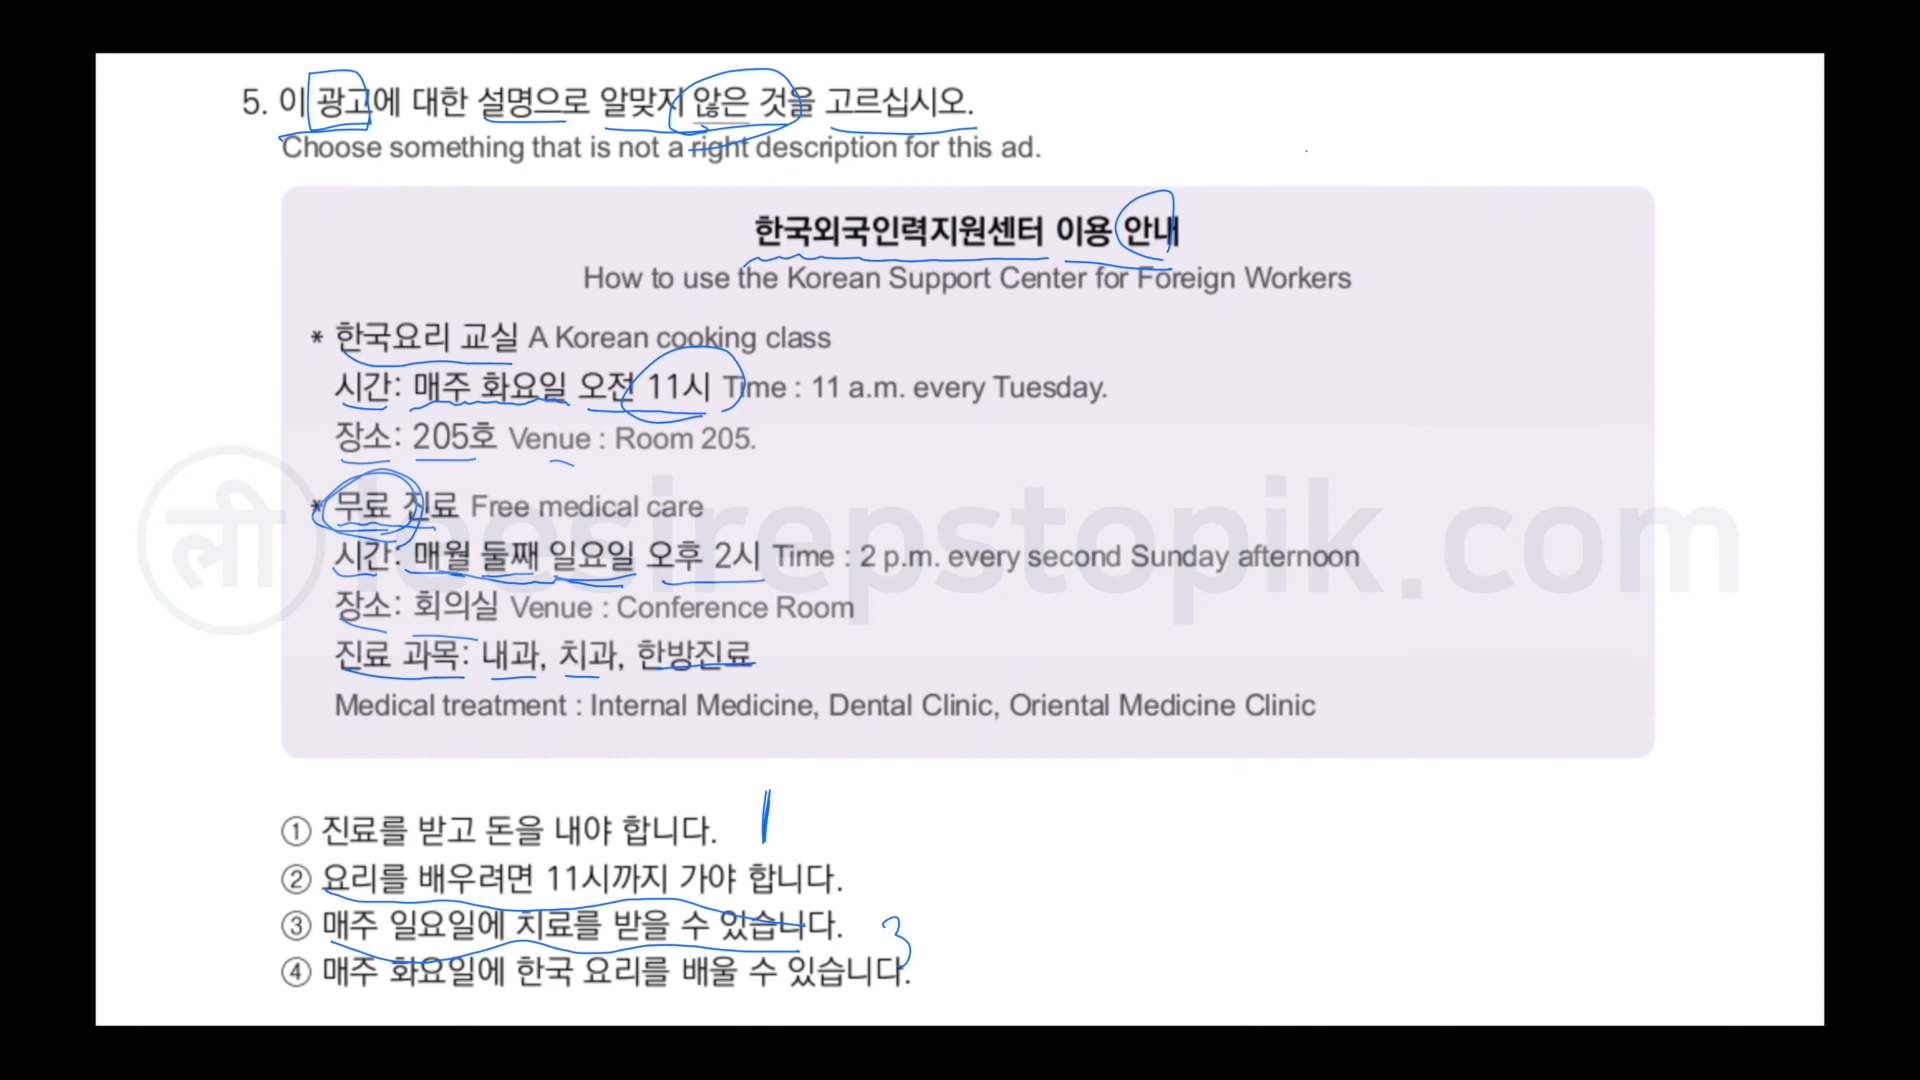 5. 이 광고에 대한 설명으로 알맞지 않은 것을 고르십시오.
Choose something that is not a right description for this ad.
한국외국인력지원센터 이용 안내
How to use the Korean Support Center for Foreign Workers
* 한국요리 교실 A Korean cooking class
시간: 매주 화요일 오전 11시 Time : 11 a.m. every Tuesday.
장소: 205호 Venue : Room 205.
* 무료 진료 Free medical care
시간: 매월 둘째 일요일 오후 2시 Time : 2 p.m. every second Sunday afternoon
장소: 회의실 Venue : Conference Room
진료 과목: 내과, 치과, 한방진료
Medical treatment : Internal Medicine, Dental Clinic, Oriental Medicine Clinic
① 진료를 받고 돈을 내야 합니다. 1
② 요리를 배우려면 11시까지 가야 합니다.
③ 매주 일요일에 치료를 받을 수 있습니다. 3
④ 매주 화요일에 한국 요리를 배울 수 있습니다.
ली besirepstopik.com